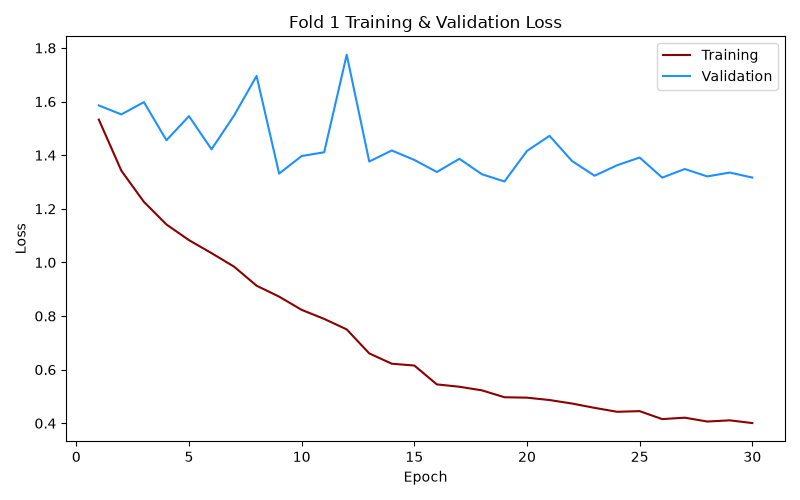 Fold 1 Training & Validation Loss
Training
Validation
1.8
1.6
1.4
1.2
1.0
0.8
0.6
0.4
Loss
0 5 10 15 20 25 30
Epoch